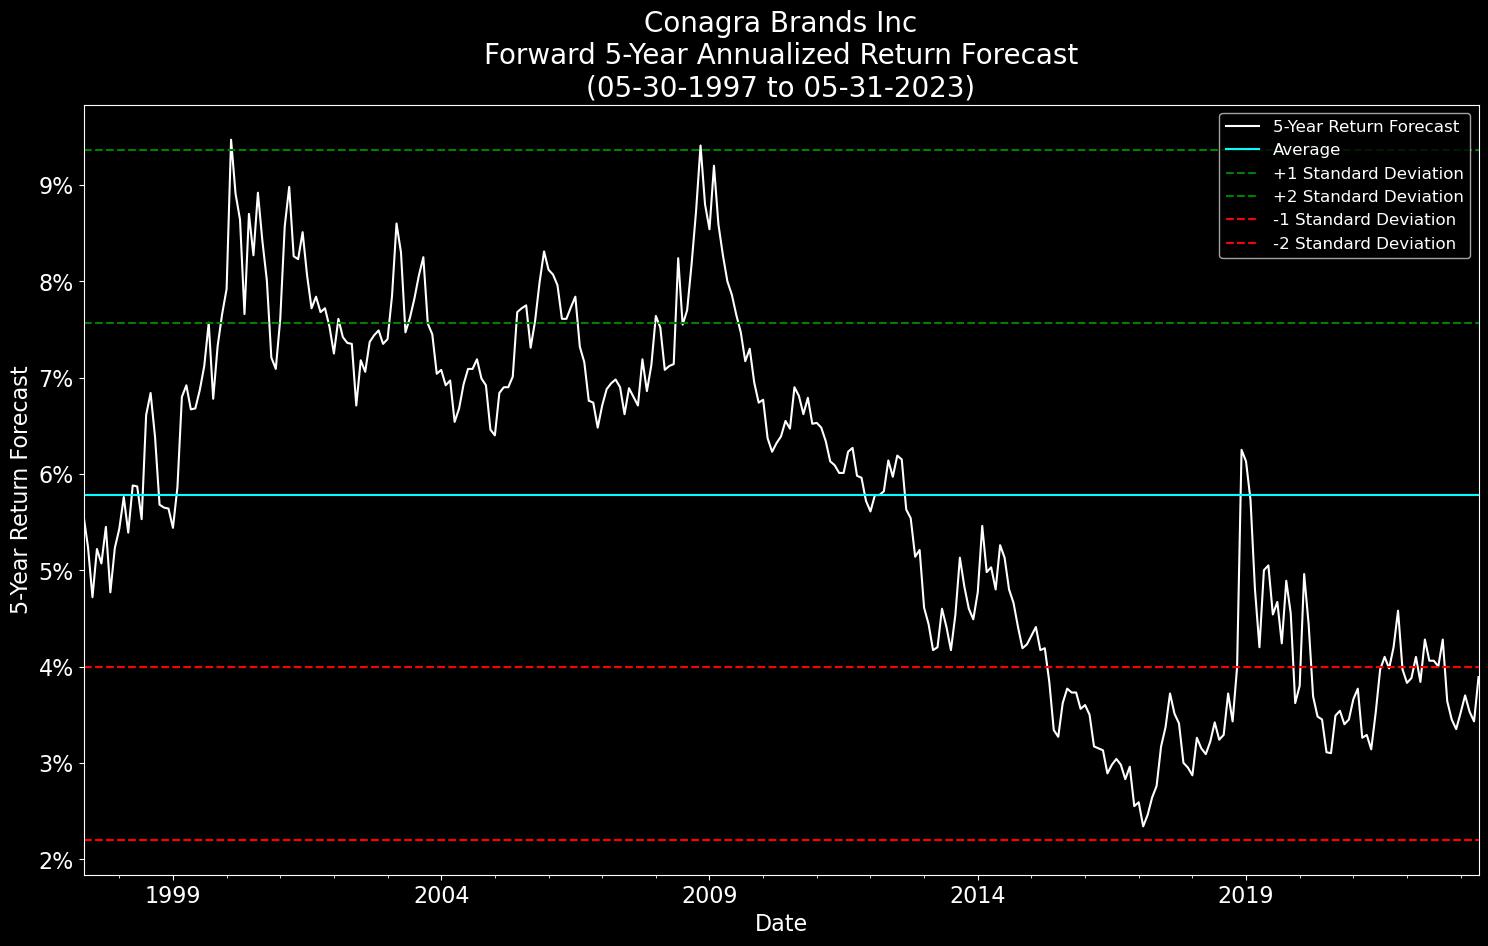 Conagra Brands Inc
Forward 5-Year Annualized Return Forecast
(05-30-1997 to 05-31-2023)
5-Year Return Forecast
Average
+1 Standard Deviation
+2 Standard Deviation
-1 Standard Deviation
-2 Standard Deviation
9%
8%
7%
6%
5%
4%
3%
2%
5-Year Return Forecast
1999
2004
2009
2014
2019
Date